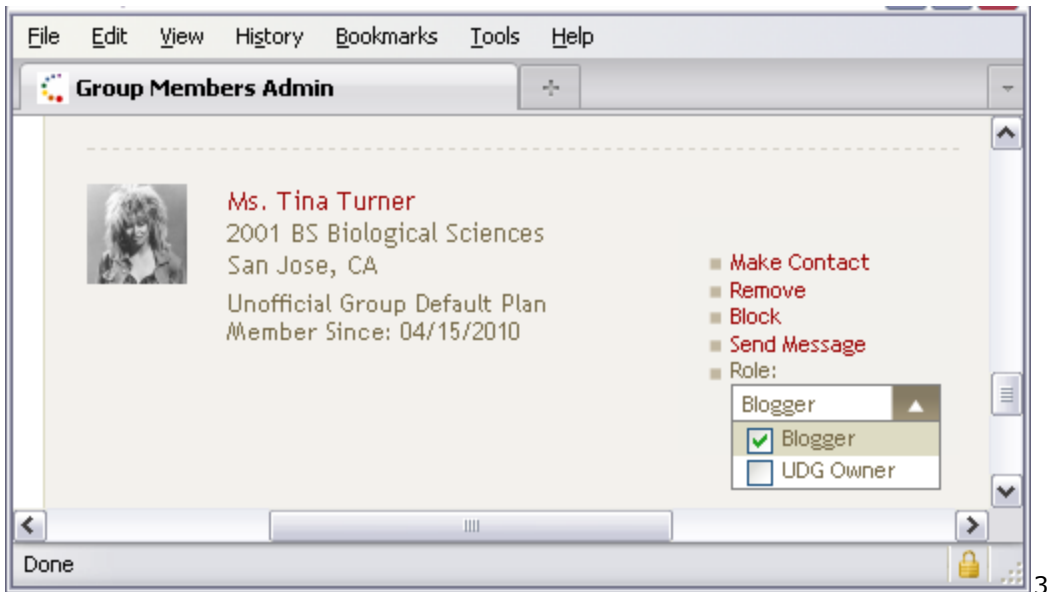 File Edit View History Bookmarks Tools Help
Group Members Admin
Ms. Tina Turner
2001 BS Biological Sciences
San Jose, CA
Unofficial Group Default Plan
Member Since: 04/15/2010
Make Contact
Remove
Block
Send Message
Role:
Blogger
Blogger
UDG Owner
Done
3